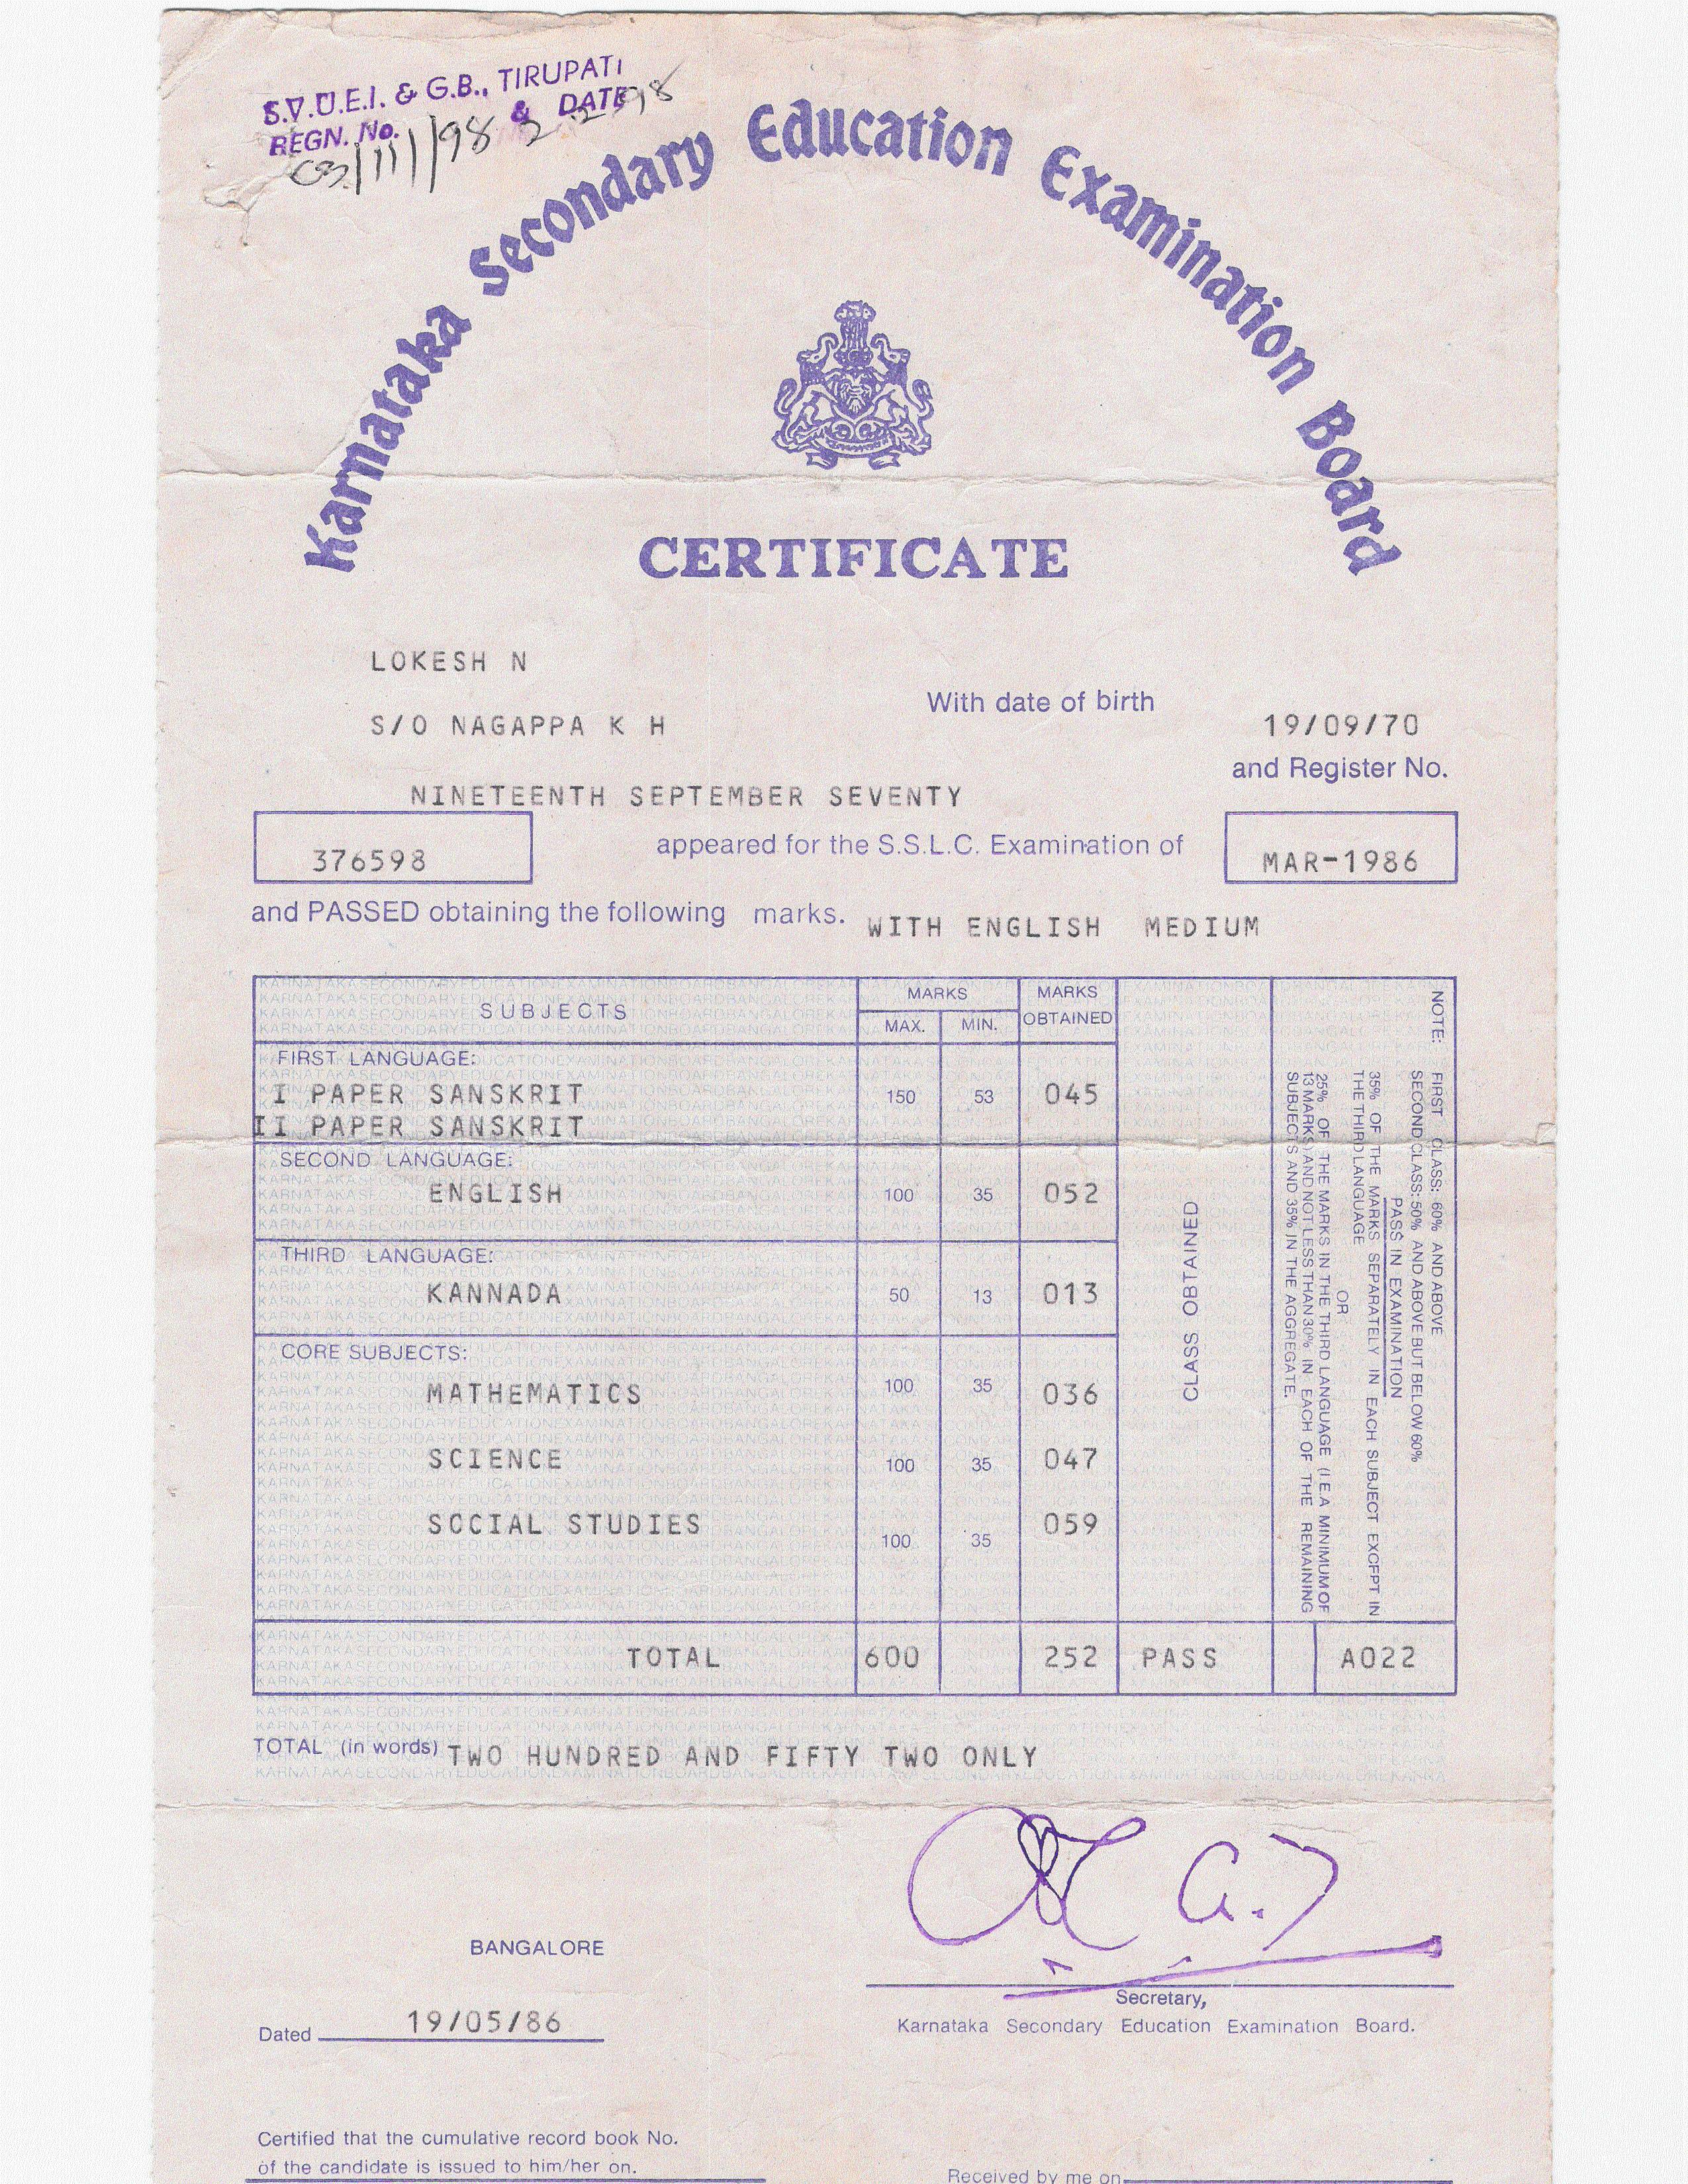 S.V.U.E.I. & G.B., TIRUPATI
REGN. No. & DATE
Karnataka Secondary Education Examination Board
CERTIFICATE
LOKESH N
With date of birth
S/O NAGAPPA K H
19/09/70
and Register No.
NINETEENTH SEPTEMBER SEVENTY
376598 appeared for the S.S.L.C. Examination of MAR-1986
and PASSED obtaining the following marks. WITH ENGLISH MEDIUM
SUBJECTS MARKS MARKS OBTAINED
MAX. MIN.
FIRST LANGUAGE:
I PAPER SANSKRIT 150 53 045
II PAPER SANSKRIT
SECOND LANGUAGE:
ENGLISH 100 35 052
THIRD LANGUAGE:
KANNADA 50 13 013
CORE SUBJECTS:
MATHEMATICS 100 35 036
SCIENCE 100 35 047
SOCIAL STUDIES 100 35 059
CLASS OBTAINED
NOTE: FIRST CLASS: 60% AND ABOVE
SECOND CLASS: 50% AND ABOVE BUT BELOW 60%
PASS IN EXAMINATION
35% OF THE MARKS SEPARATELY IN EACH SUBJECT EXCEPT IN
THE THIRD LANGUAGE
OR
25% OF THE MARKS IN THE THIRD LANGUAGE (I.E.A MINIMUM OF
13 MARKS) AND NOT LESS THAN 30% IN EACH OF THE REMAINING
SUBJECTS AND 35% IN THE AGGREGATE.
TOTAL 600 252 PASS A022
TOTAL (in words) TWO HUNDRED AND FIFTY TWO ONLY
BANGALORE
Secretary,
Dated 19/05/86
Karnataka Secondary Education Examination Board.
Certified that the cumulative record book No.
of the candidate is issued to him/her on.
Received by me on